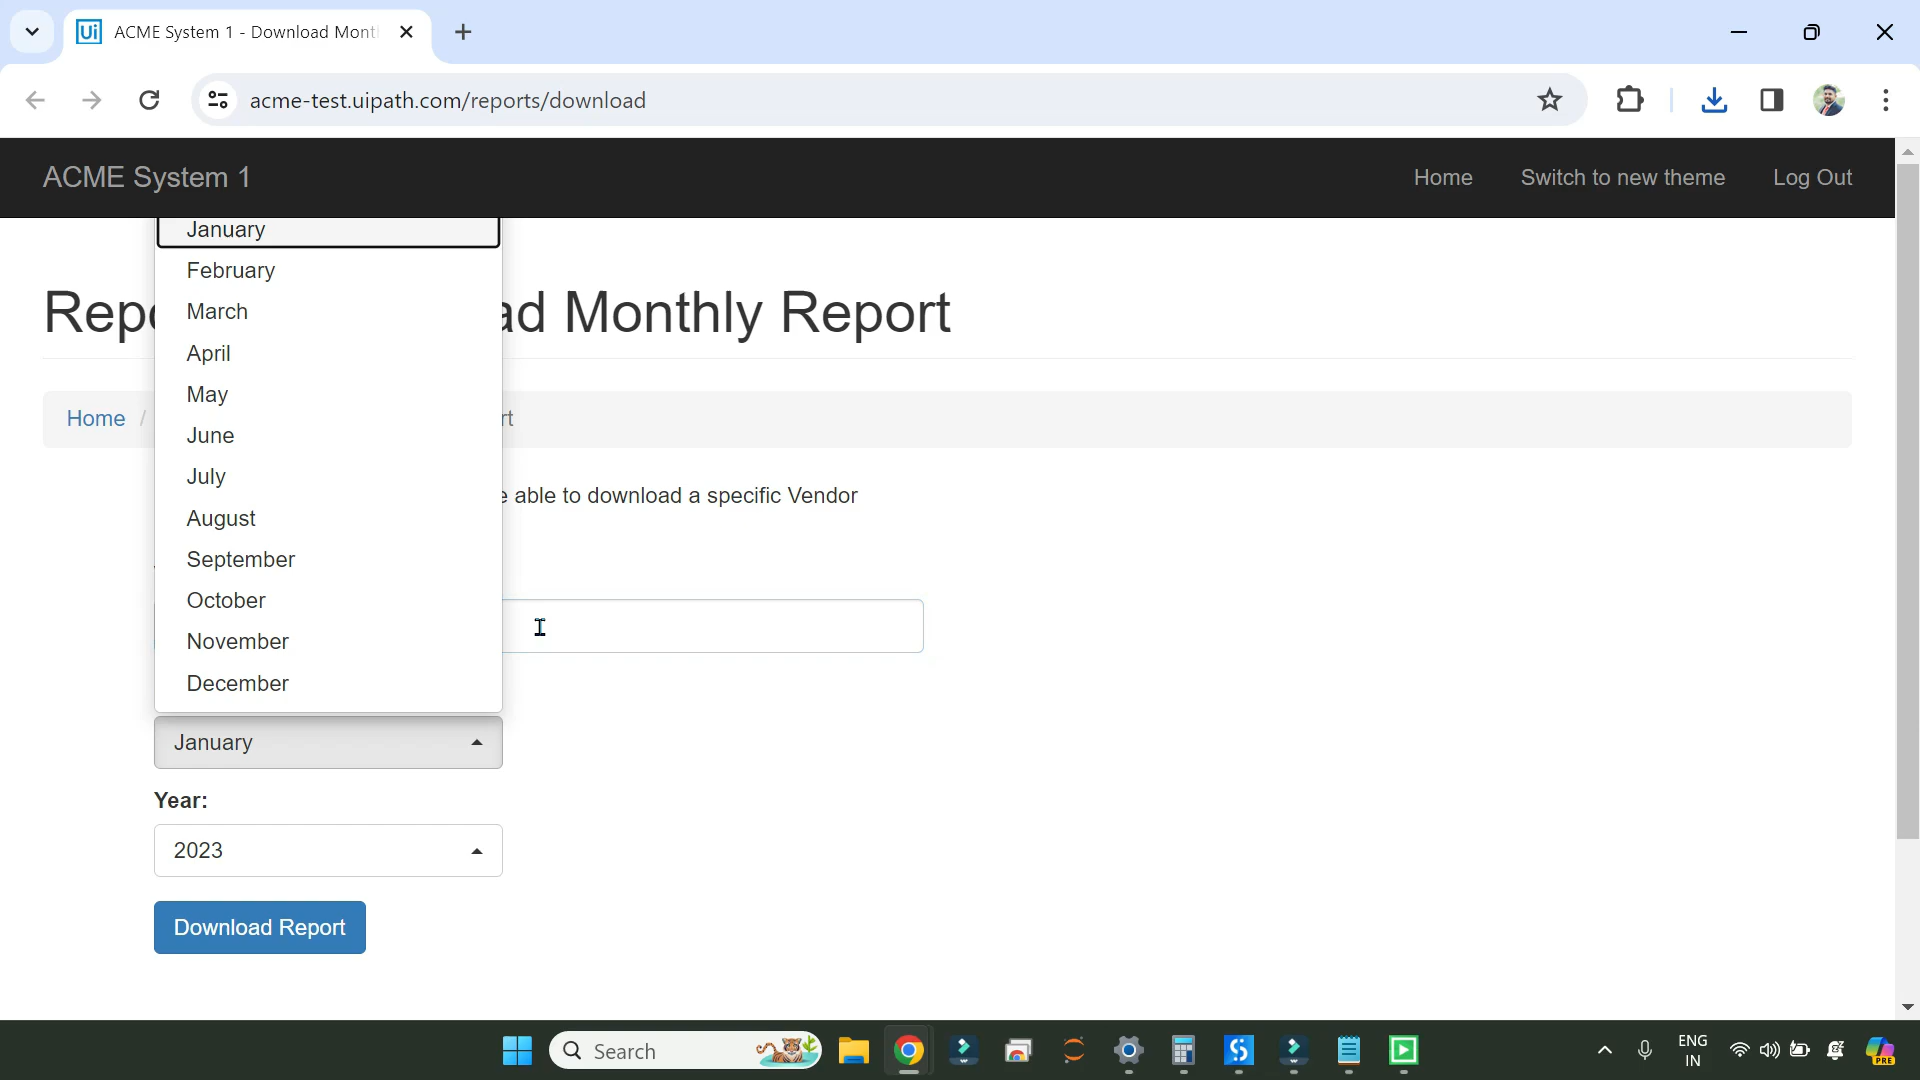 ACME System 1 - Download Mont
acme-test.uipath.com/reports/download
ACME System 1
Home
Switch to new theme
Log Out
January
February
March
April
May
June
July
August
September
October
November
December
Repo
ad Monthly Report
Home /
rt
e able to download a specific Vendor
January
Year:
2023
Download Report
Search
ENG
IN
PRE